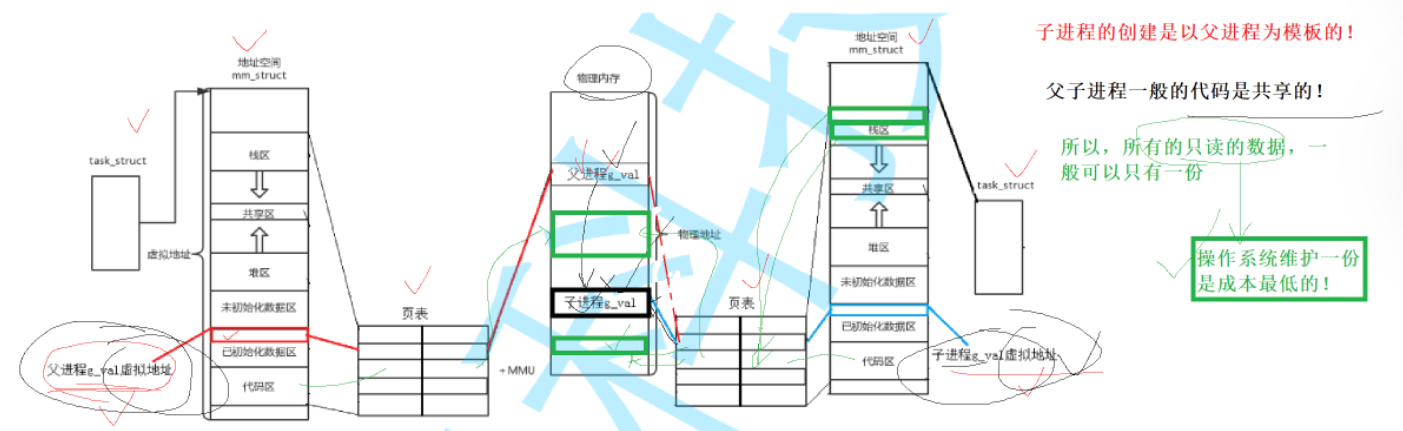 地址空间
mm_struct
task_struct
虚拟地址
栈区
共享区
堆区
未初始化数据区
已初始化数据区
代码区
父进程g_val虚拟地址
页表
+MMU
物理内存
父进程g_val
物理地址
子进程g_val
页表
地址空间
mm_struct
栈区
共享区
堆区
未初始化数据区
已初始化数据区
代码区
子进程g_val虚拟地址
task_struct
子进程的创建是以父进程为模板的！
父子进程一般的代码是共享的！
所以，所有的只读的数据，一
般可以只有一份
操作系统维护一份
是成本最低的！